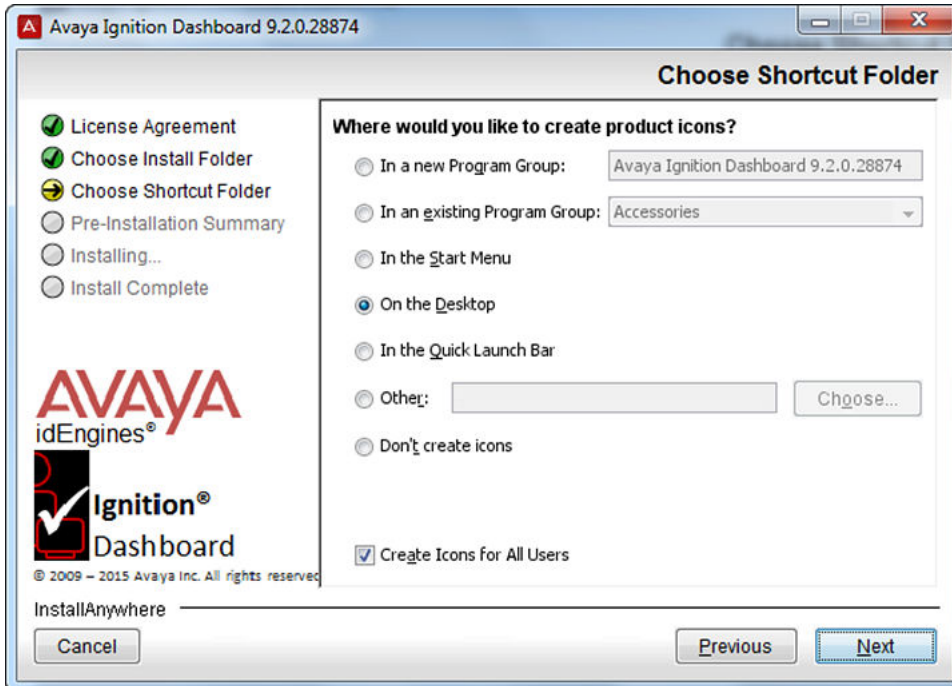 Avaya Ignition Dashboard 9.2.0.28874
Choose Shortcut Folder
License Agreement
Choose Install Folder
Choose Shortcut Folder
Pre-Installation Summary
Installing...
Install Complete
AVAYA
idEngines®
Ignition®
Dashboard
© 2009 – 2015 Avaya Inc. All rights reserved
Where would you like to create product icons?
In a new Program Group: Avaya Ignition Dashboard 9.2.0.28874
In an existing Program Group: Accessories
In the Start Menu
On the Desktop
In the Quick Launch Bar
Other: Choose...
Don't create icons
Create Icons for All Users
InstallAnywhere
Cancel Previous Next